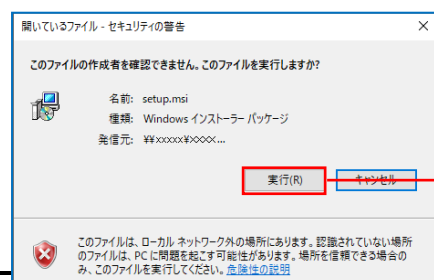 開いているファイル - セキュリティの警告
このファイルの作成者を確認できません。このファイルを実行しますか?
名前: setup.msi
種類: Windows インストーラー パッケージ
発信元: ¥¥xxxxx¥xxxx...
実行(R) キャンセル
このファイルは、ローカル ネットワーク外の場所にあります。認識されていない場所
のファイルは、PC に問題を起こす可能性があります。場所を信頼できる場合の
み、このファイルを実行してください。危険性の説明